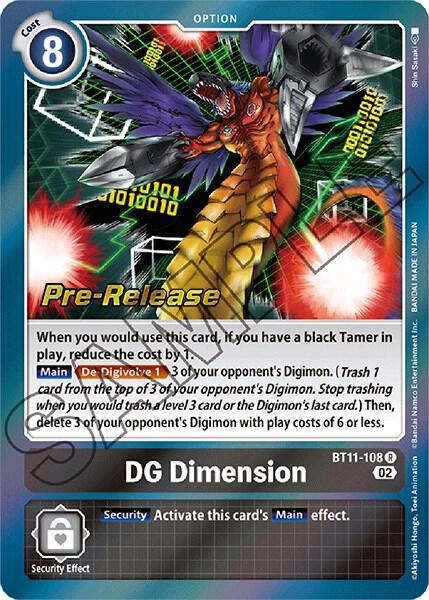 Cost
8
OPTION
Shin Sasaki
00110010
01010101
0101
01010010
Pre-Release
SAMPLE
When you would use this card, if you have a black Tamer in
play, reduce the cost by 1.
Main De-Digivolve 1 3 of your opponent's Digimon. (Trash 1
card from the top of 3 of your opponent's Digimon. Stop trashing
when you would trash a level 3 card or the Digimon's last card.) Then,
delete 3 of your opponent's Digimon with play costs of 6 or less.
©Akiyoshi Hongo, Toei Animation ©Bandai Namco Entertainment Inc. BANDAI MADE IN JAPAN
BT11-108 R
DG Dimension
02
Security Activate this card's Main effect.
Security Effect